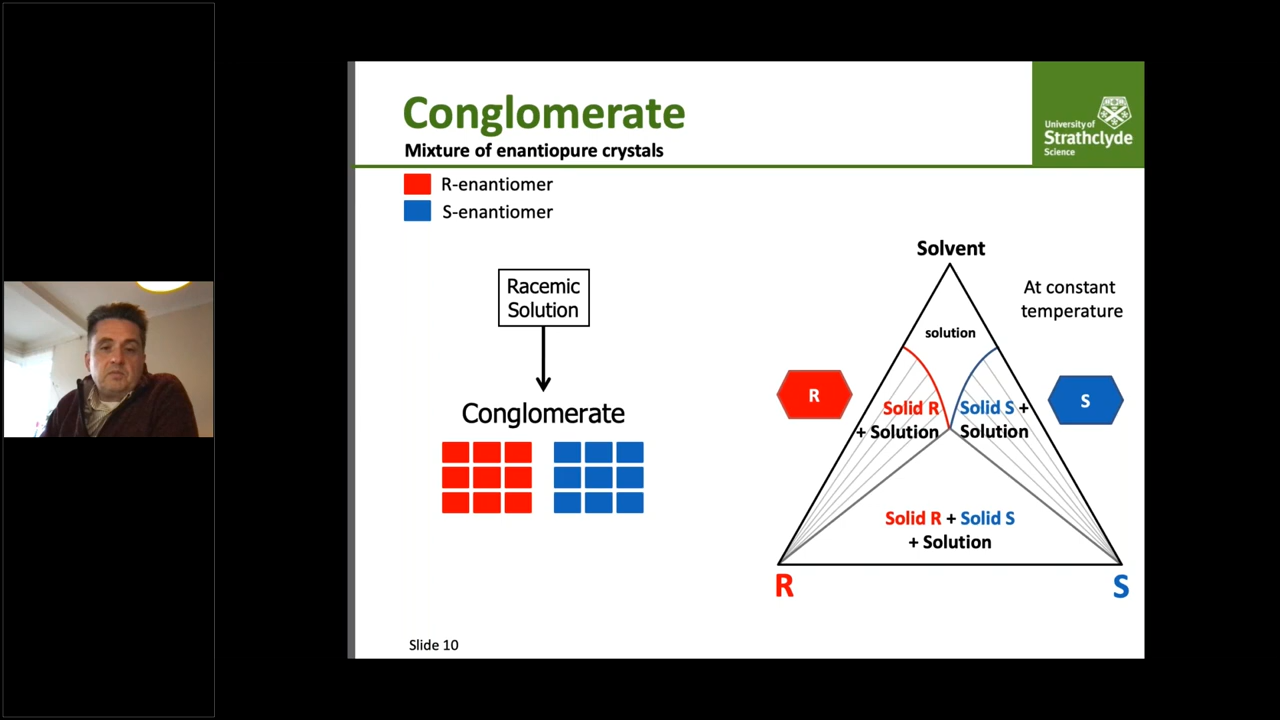 Conglomerate
Mixture of enantiopure crystals
University of
Strathclyde
Science
R-enantiomer
S-enantiomer
Racemic
Solution
Conglomerate
Solvent
At constant
temperature
solution
R
S
Solid R
+ Solution
Solid S +
Solution
Solid R + Solid S
+ Solution
R
S
Slide 10